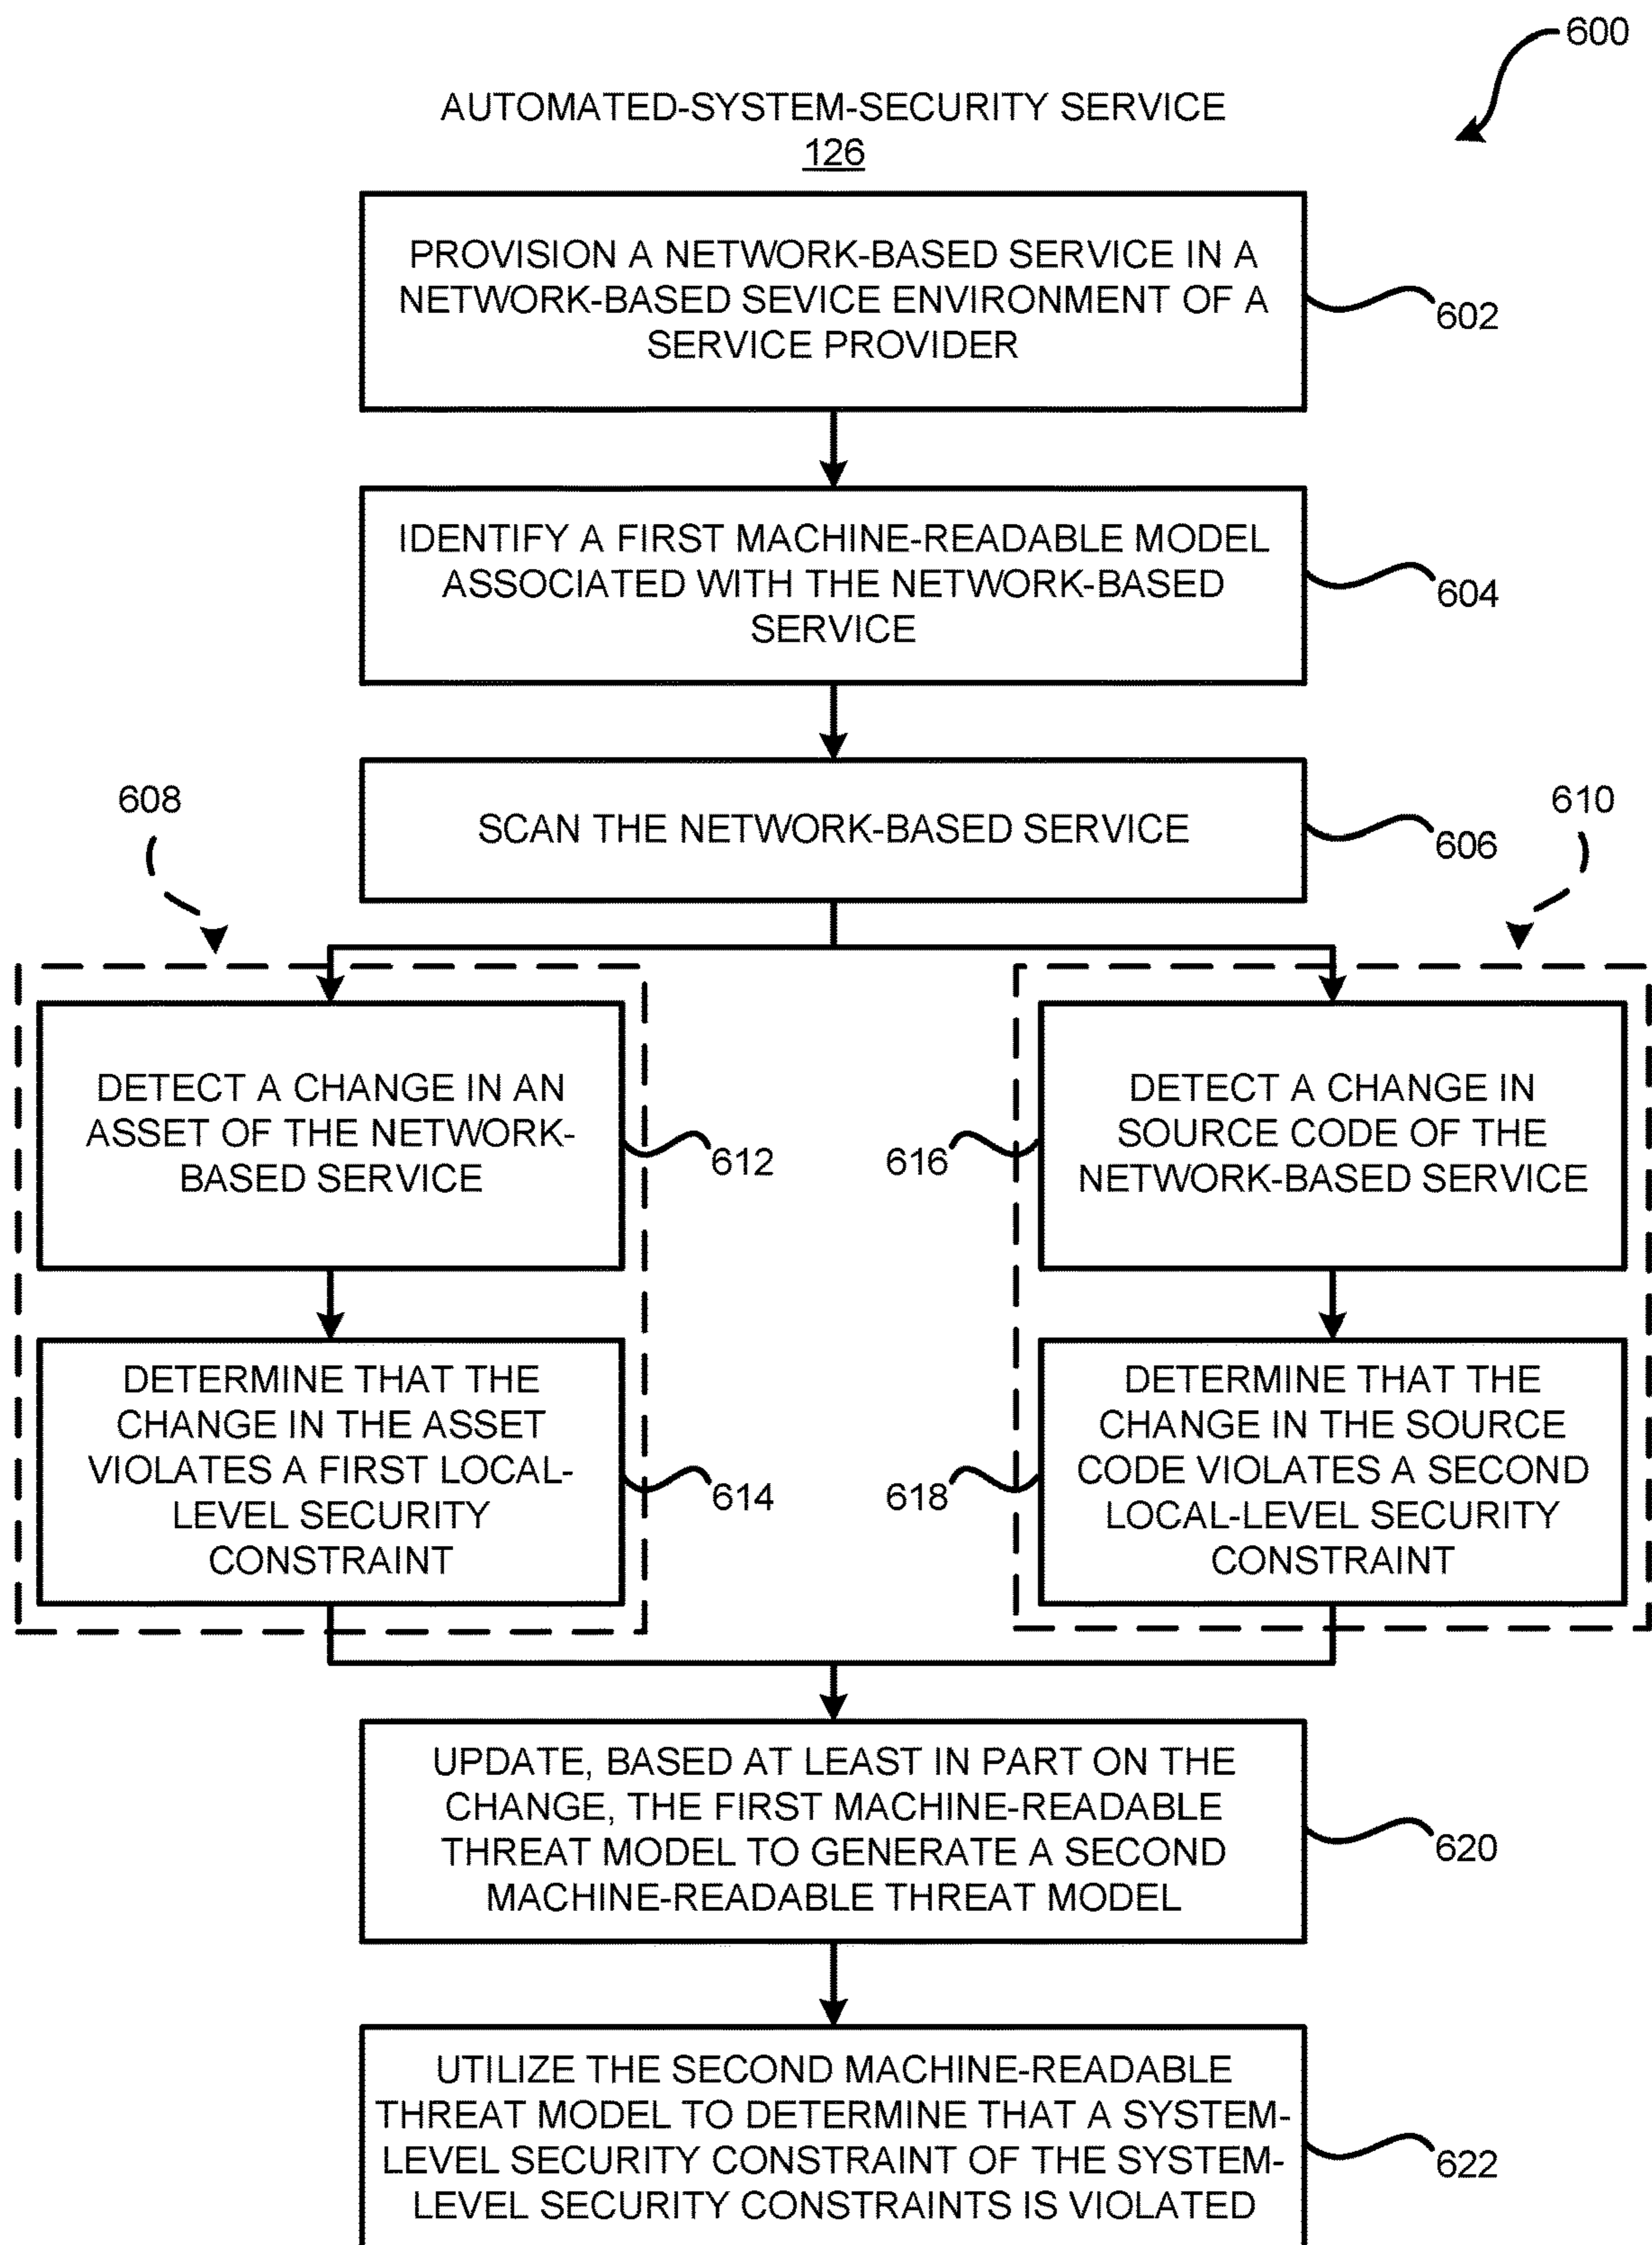 600
AUTOMATED-SYSTEM-SECURITY SERVICE
126
PROVISION A NETWORK-BASED SERVICE IN A
NETWORK-BASED SEVICE ENVIRONMENT OF A
SERVICE PROVIDER
602
IDENTIFY A FIRST MACHINE-READABLE MODEL
ASSOCIATED WITH THE NETWORK-BASED
SERVICE
604
SCAN THE NETWORK-BASED SERVICE
606
608
610
DETECT A CHANGE IN AN
ASSET OF THE NETWORK-
BASED SERVICE
612
616
DETECT A CHANGE IN
SOURCE CODE OF THE
NETWORK-BASED SERVICE
DETERMINE THAT THE
CHANGE IN THE ASSET
VIOLATES A FIRST LOCAL-
LEVEL SECURITY
CONSTRAINT
614
618
DETERMINE THAT THE
CHANGE IN THE SOURCE
CODE VIOLATES A SECOND
LOCAL-LEVEL SECURITY
CONSTRAINT
UPDATE, BASED AT LEAST IN PART ON THE
CHANGE, THE FIRST MACHINE-READABLE
THREAT MODEL TO GENERATE A SECOND
MACHINE-READABLE THREAT MODEL
620
UTILIZE THE SECOND MACHINE-READABLE
THREAT MODEL TO DETERMINE THAT A SYSTEM-
LEVEL SECURITY CONSTRAINT OF THE SYSTEM-
LEVEL SECURITY CONSTRAINTS IS VIOLATED
622